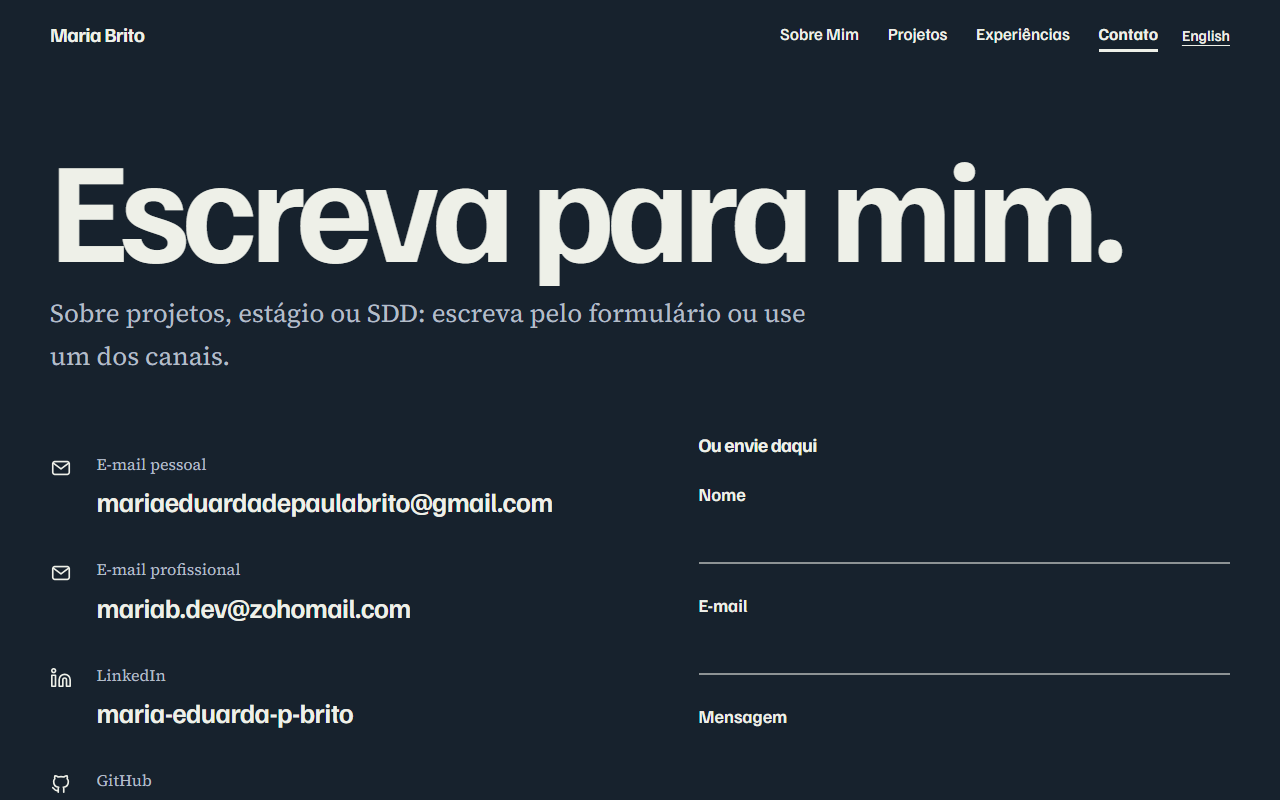 Maria Brito
Sobre Mim Projetos Experiências Contato English
Escreva para mim.
Sobre projetos, estágio ou SDD: escreva pelo formulário ou use
um dos canais.
E-mail pessoal
mariaeduardadepaulabrito@gmail.com
E-mail profissional
mariab.dev@zohomail.com
LinkedIn
maria-eduarda-p-brito
GitHub
Ou envie daqui
Nome
E-mail
Mensagem